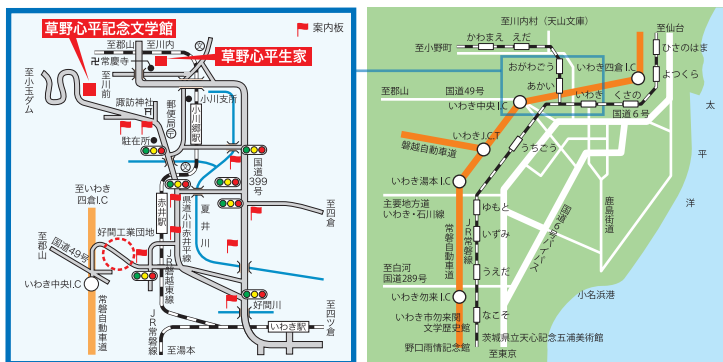 草野心平記念文学館
草野心平生家
案内板
至郡山
至川内
文
卍常慶寺
至川前
至小玉ダム
諏訪神社
郵便局
小川支所
小川郷駅
駐在所
文
国道399号
至いわき
四倉I.C
赤井駅
県道小川赤井平線
夏井川
至四倉
好間工業団地
至郡山
国道49号
いわき中央I.C
JR磐越東線
好間川
常磐自動車道
JR常磐線
至湯本
いわき駅
至四ツ倉
至川内村(天山文庫)
至仙台
至小野町
かわまえ
えだ
ひさのはま
おがわごう
いわき四倉I.C
よつくら
あかい
至郡山
国道49号
いわき中央I.C
いわき
くさの
国道6号
太平洋
いわきJ.C.T
磐越自動車道
うちごう
いわき湯本I.C
主要地方道
いわき・石川線
ゆもと
鹿島街道
国道6号バイパス
いずみ
JR常磐線
常磐自動車道
至白河
国道289号
うえだ
小名浜港
いわき勿来I.C
いわき市勿来関
文学歴史館
なこそ
野口雨情記念館
茨城県立天心記念五浦美術館
至東京